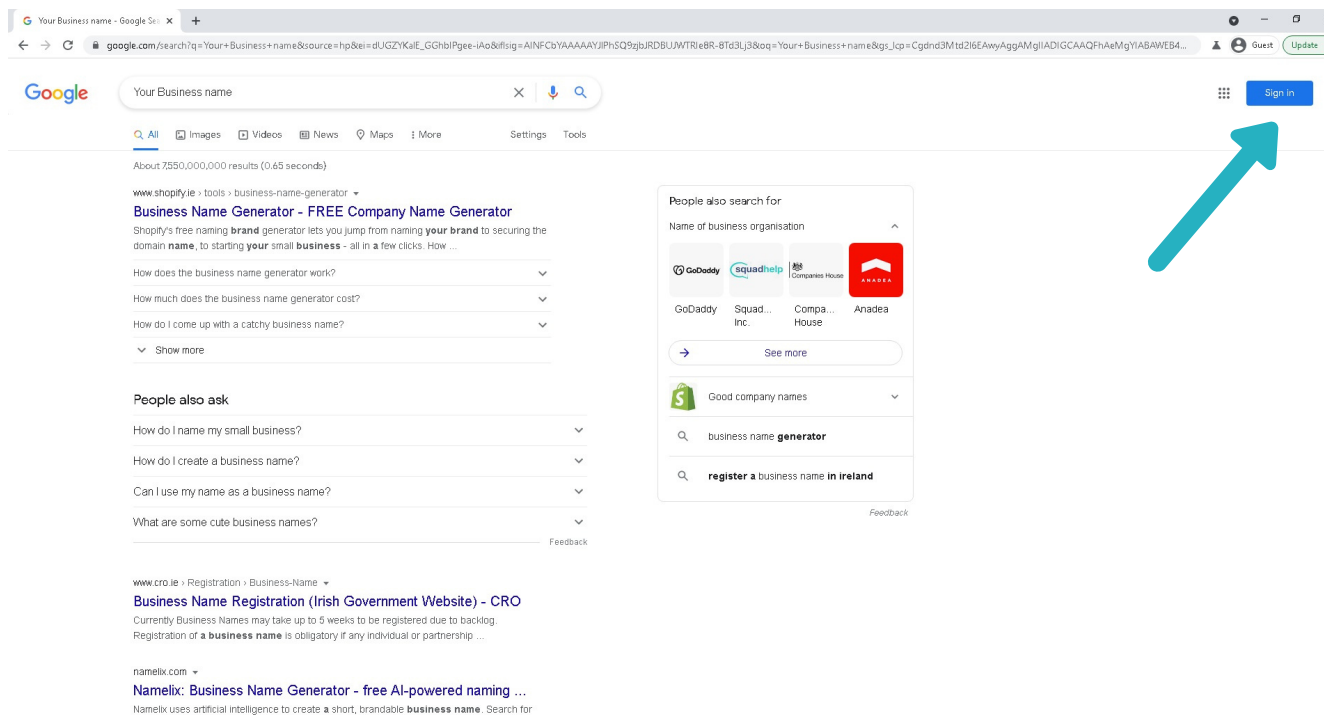 Your Business name - Google Sea
google.com/search?q=Your+Business+name&source=hp&ei=dUGZYKalE_GGhbIPgee-iAo&iflsig=AINFCbYAAAAAYJlPhSQ9zjbJRDBUJWTRIe8R-8Td3Lj3&oq=Your+Business+name&gs_lcp=Cgdnd3Mtd2l6EAwyAggAMgIIADIGCAAQFhAeMgYIABAWEB4...
Guest
Update
Google
Your Business name
Sign in
All Images Videos News Maps More Settings Tools
About 7,550,000,000 results (0.65 seconds)
www.shopify.ie › tools › business-name-generator
Business Name Generator - FREE Company Name Generator
Shopify's free naming brand generator lets you jump from naming your brand to securing the
domain name, to starting your small business - all in a few clicks. How ...
How does the business name generator work?
How much does the business name generator cost?
How do I come up with a catchy business name?
Show more
People also ask
How do I name my small business?
How do I create a business name?
Can I use my name as a business name?
What are some cute business names?
Feedback
www.cro.ie › Registration › Business-Name
Business Name Registration (Irish Government Website) - CRO
Currently Business Names may take up to 5 weeks to be registered due to backlog.
Registration of a business name is obligatory if any individual or partnership ...
namelix.com
Namelix: Business Name Generator - free AI-powered naming ...
Namelix uses artificial intelligence to create a short, brandable business name. Search for
People also search for
Name of business organisation
GoDaddy squadhelp Companies House ANADEA
GoDaddy Squad... Compa... Anadea
Inc. House
See more
Good company names
business name generator
register a business name in ireland
Feedback